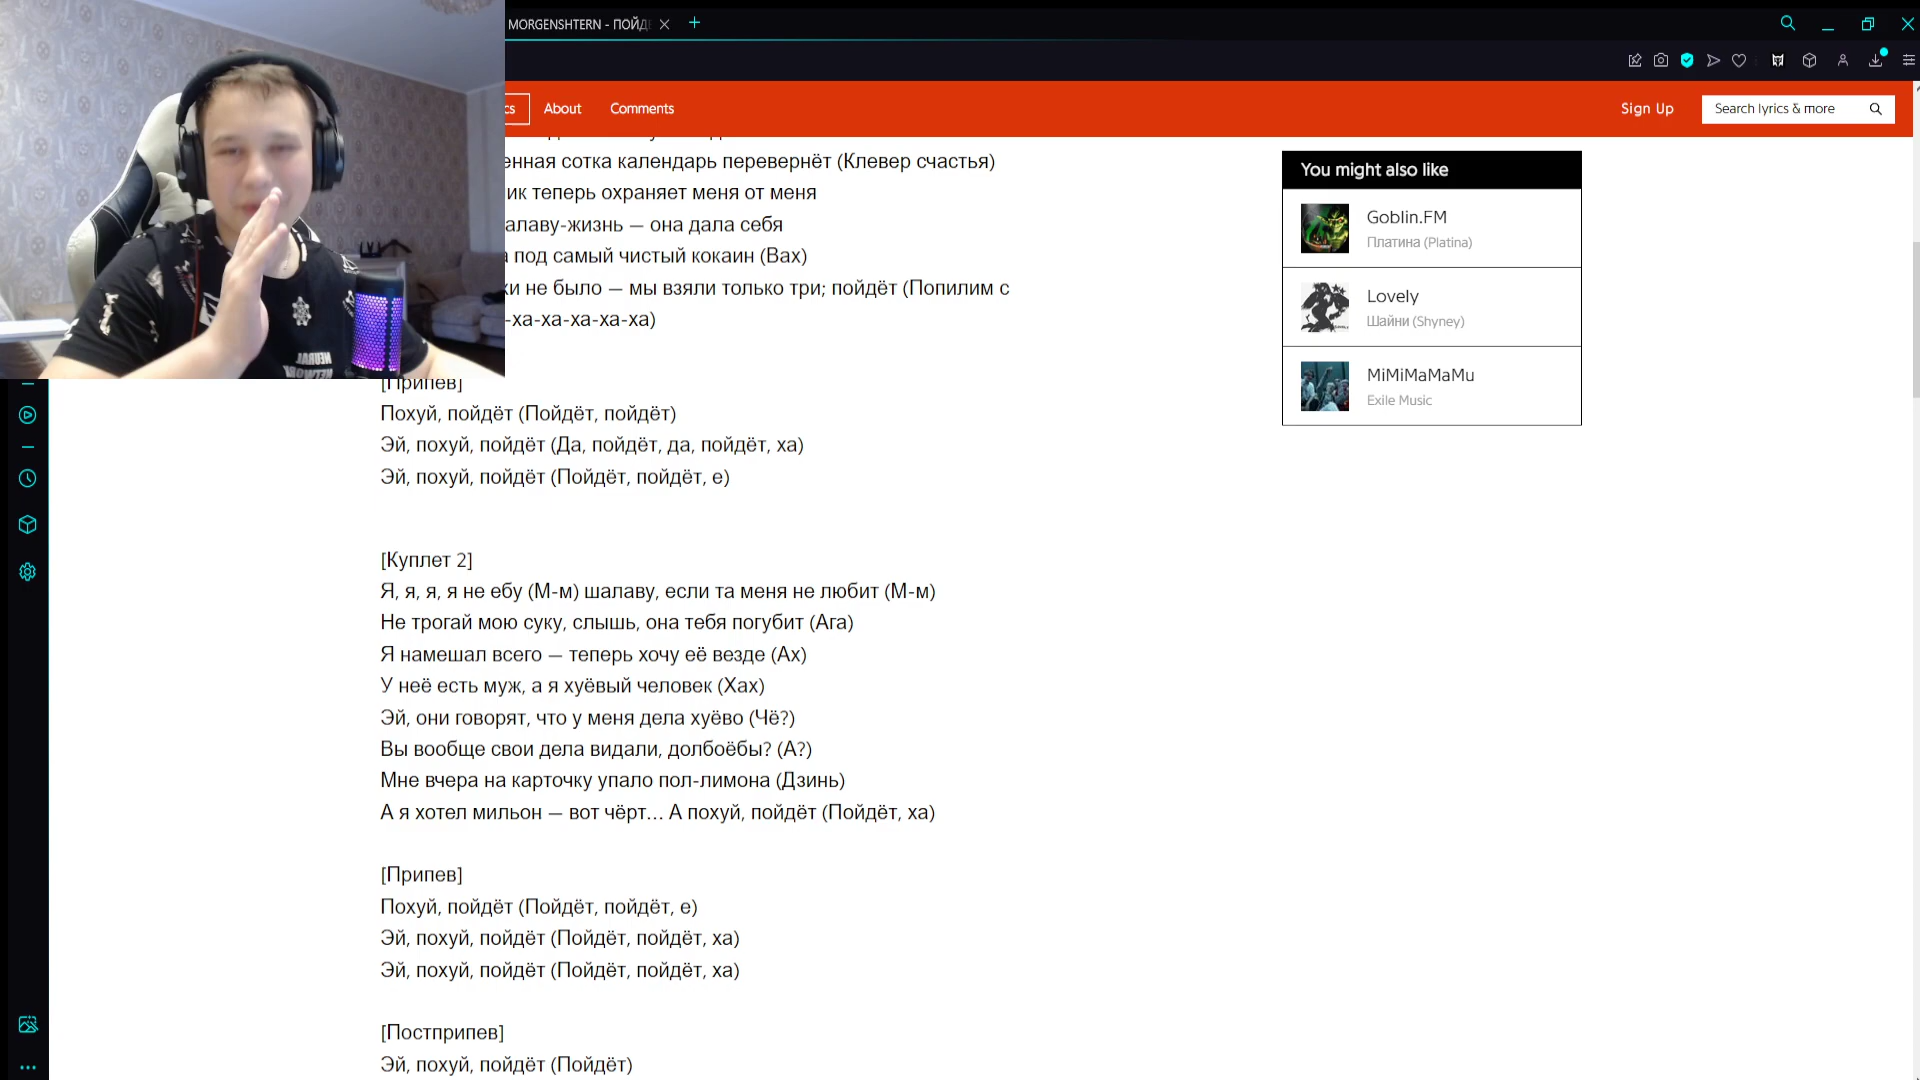 MORGENSHTERN - ПОЙД
About
Comments
Sign Up
Search lyrics & more
сотка календарь перевернёт (Клевер счастья)
теперь охраняет меня от меня
— она дала себя
под самый чистый кокаин (Вах)
не было — мы взяли только три; пойдёт (Попилим с
-ха-ха-ха-ха-ха)
[Припев]
Похуй, пойдёт (Пойдёт, пойдёт)
Эй, похуй, пойдёт (Да, пойдёт, да, пойдёт, ха)
Эй, похуй, пойдёт (Пойдёт, пойдёт, е)
[Куплет 2]
Я, я, я, я не ебу (М-м) шалаву, если та меня не любит (М-м)
Не трогай мою суку, слышь, она тебя погубит (Ага)
Я намешал всего — теперь хочу её везде (Ах)
У неё есть муж, а я хуёвый человек (Хах)
Эй, они говорят, что у меня дела хуёво (Чё?)
Вы вообще свои дела видали, долбоёбы? (А?)
Мне вчера на карточку упало пол-лимона (Дзинь)
А я хотел мильон — вот чёрт... А похуй, пойдёт (Пойдёт, ха)
[Припев]
Похуй, пойдёт (Пойдёт, пойдёт, е)
Эй, похуй, пойдёт (Пойдёт, пойдёт, ха)
Эй, похуй, пойдёт (Пойдёт, пойдёт, ха)
[Постприпев]
Эй, похуй, пойдёт (Пойдёт)
You might also like
Goblin.FM
Платина (Platina)
Lovely
Шайни (Shyney)
MiMiMaMaMu
Exile Music